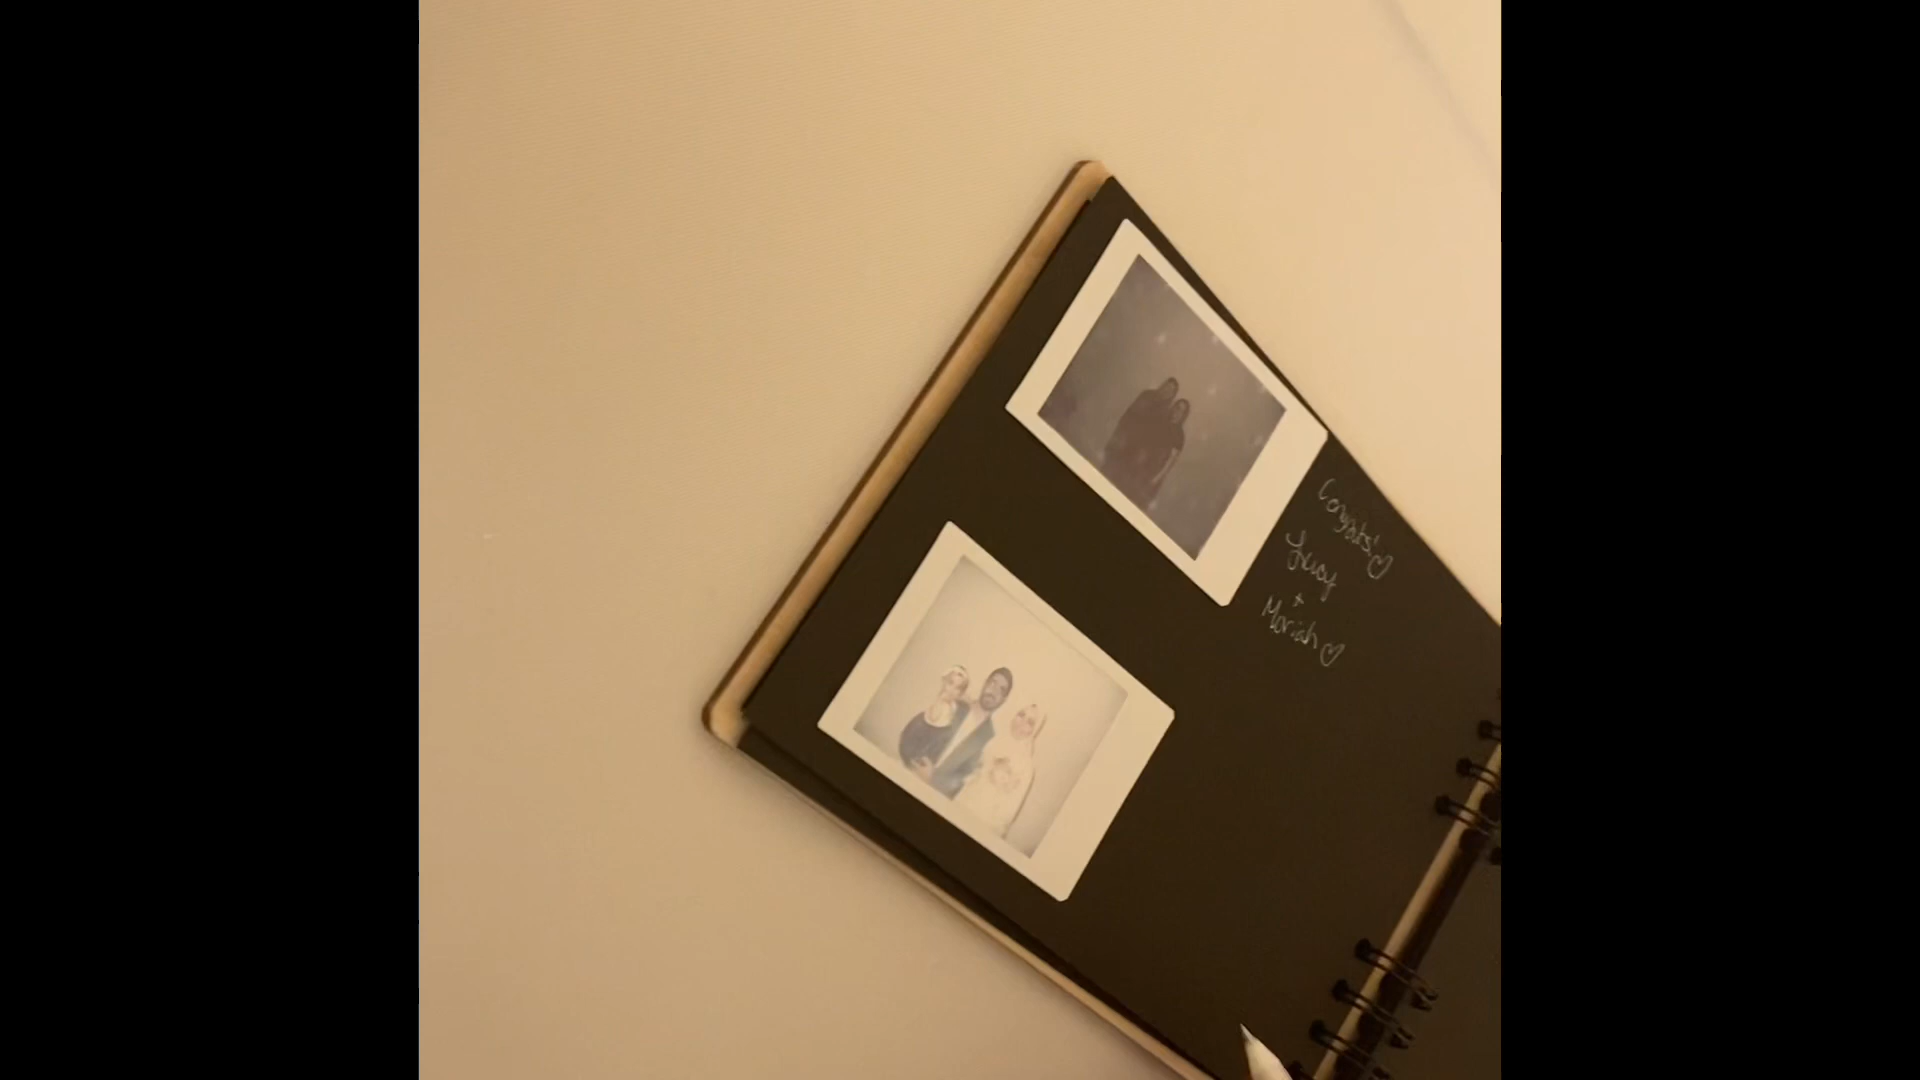 Congrats! ♡
Lucy
+
Moriah ♡